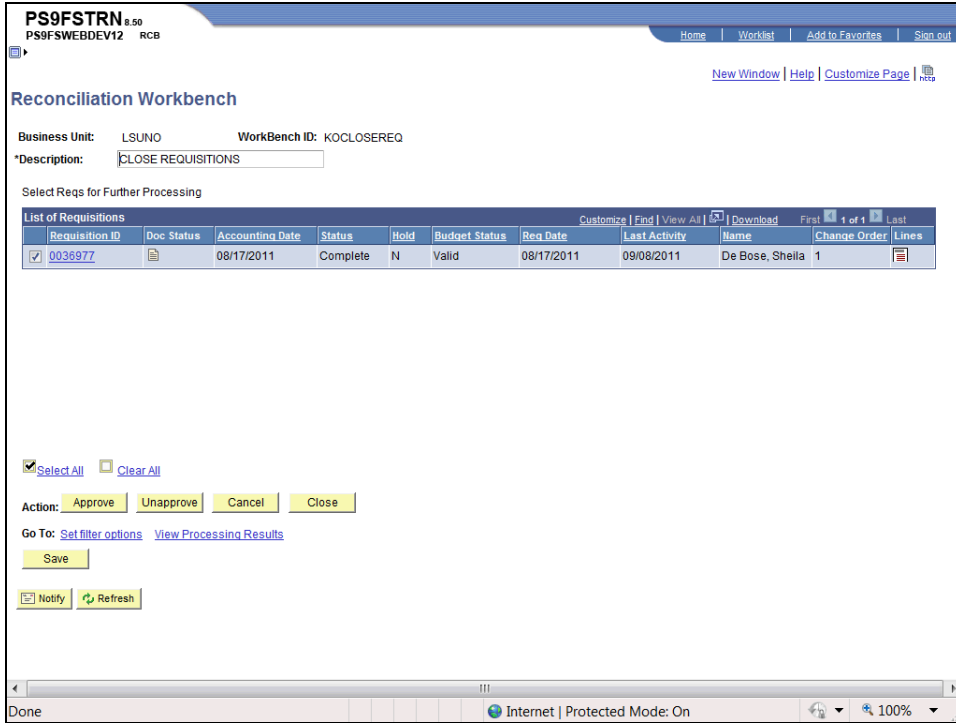 PS9FSTRN 8.50
PS9FSWEBDEV12 RCB
Home | Worklist | Add to Favorites | Sign out
New Window | Help | Customize Page | http
Reconciliation Workbench
Business Unit: LSUNO WorkBench ID: KOCLOSEREQ
*Description: CLOSE REQUISITIONS
Select Reqs for Further Processing
List of Requisitions Customize | Find | View All | | Download First 1 of 1 Last
Requisition ID Doc Status Accounting Date Status Hold Budget Status Req Date Last Activity Name Change Order Lines
0036977 08/17/2011 Complete N Valid 08/17/2011 09/08/2011 De Bose, Sheila 1
Select All Clear All
Action: Approve Unapprove Cancel Close
Go To: Set filter options View Processing Results
Save
Notify Refresh
Done Internet | Protected Mode: On 100%